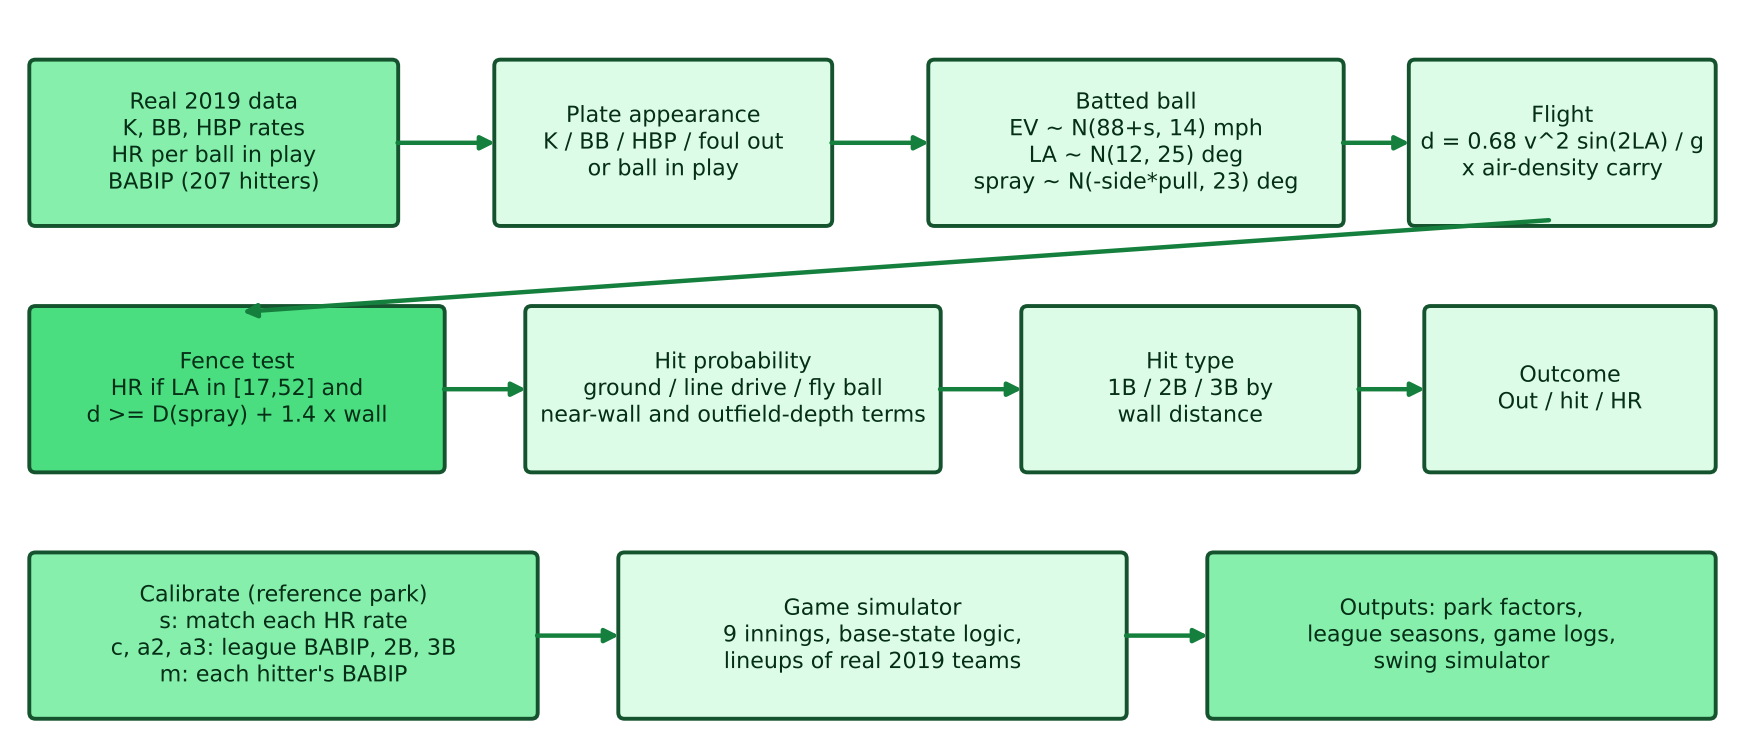 Real 2019 data
K, BB, HBP rates
HR per ball in play
BABIP (207 hitters)
Plate appearance
K / BB / HBP / foul out
or ball in play
Batted ball
EV ~ N(88+s, 14) mph
LA ~ N(12, 25) deg
spray ~ N(-side*pull, 23) deg
Flight
d = 0.68 v^2 sin(2LA) / g
x air-density carry
Fence test
HR if LA in [17,52] and
d >= D(spray) + 1.4 x wall
Hit probability
ground / line drive / fly ball
near-wall and outfield-depth terms
Hit type
1B / 2B / 3B by
wall distance
Outcome
Out / hit / HR
Calibrate (reference park)
s: match each HR rate
c, a2, a3: league BABIP, 2B, 3B
m: each hitter's BABIP
Game simulator
9 innings, base-state logic,
lineups of real 2019 teams
Outputs: park factors,
league seasons, game logs,
swing simulator